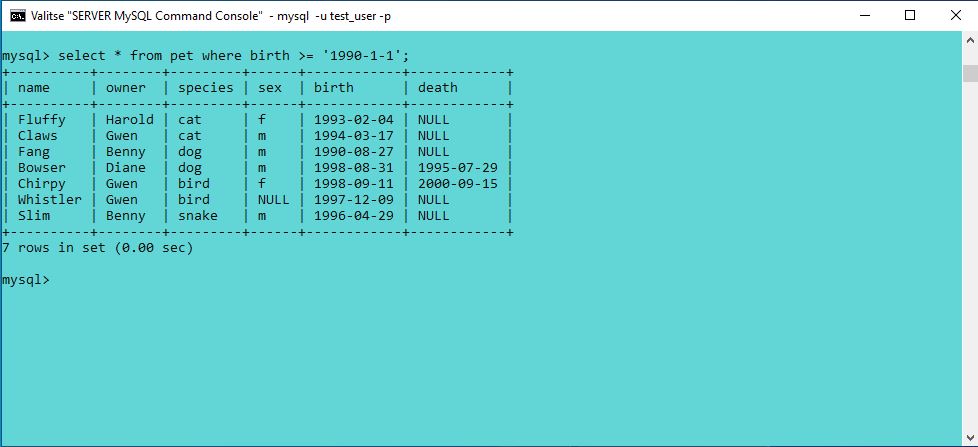 Valitse "SERVER MySQL Command Console" - mysql -u test_user -p
mysql> select * from pet where birth >= '1990-1-1';
+----------+--------+---------+------+------------+------------+
| name     | owner  | species | sex  | birth      | death      |
+----------+--------+---------+------+------------+------------+
| Fluffy   | Harold | cat     | f    | 1993-02-04 | NULL       |
| Claws    | Gwen   | cat     | m    | 1994-03-17 | NULL       |
| Fang     | Benny  | dog     | m    | 1990-08-27 | NULL       |
| Bowser   | Diane  | dog     | m    | 1998-08-31 | 1995-07-29 |
| Chirpy   | Gwen   | bird    | f    | 1998-09-11 | 2000-09-15 |
| Whistler | Gwen   | bird    | NULL | 1997-12-09 | NULL       |
| Slim     | Benny  | snake   | m    | 1996-04-29 | NULL       |
+----------+--------+---------+------+------------+------------+
7 rows in set (0.00 sec)
mysql>